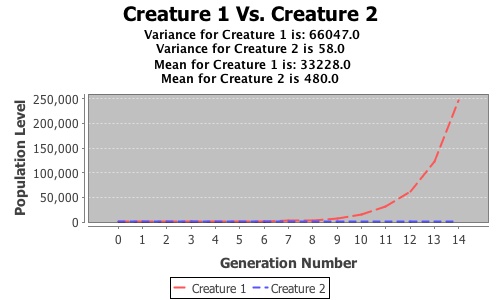 Creature 1 Vs. Creature 2
Variance for Creature 1 is: 66047.0
Variance for Creature 2 is 58.0
Mean for Creature 1 is: 33228.0
Mean for Creature 2 is 480.0
Population Level
250,000
200,000
150,000
100,000
50,000
0
0 1 2 3 4 5 6 7 8 9 10 11 12 13 14
Generation Number
Creature 1 Creature 2